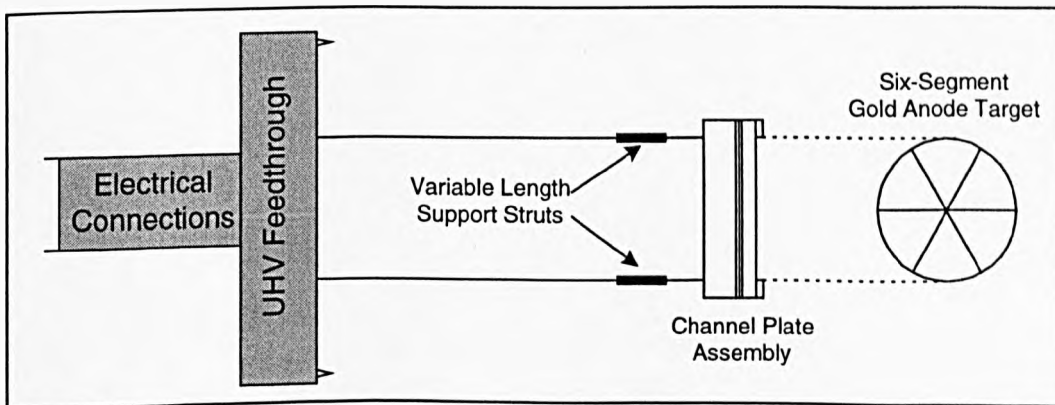 Electrical
Connections
UHV Feedthrough
Variable Length
Support Struts
Channel Plate
Assembly
Six-Segment
Gold Anode Target